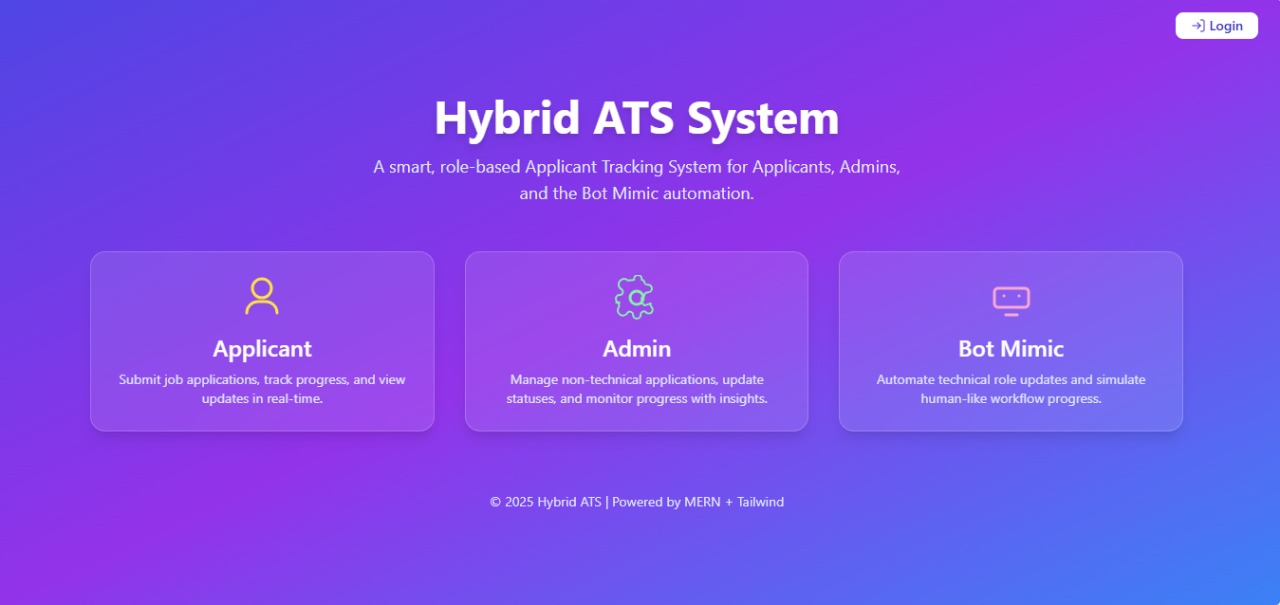 Login
Hybrid ATS System
A smart, role-based Applicant Tracking System for Applicants, Admins,
and the Bot Mimic automation.
Applicant
Submit job applications, track progress, and view
updates in real-time.
Admin
Manage non-technical applications, update
statuses, and monitor progress with insights.
Bot Mimic
Automate technical role updates and simulate
human-like workflow progress.
© 2025 Hybrid ATS | Powered by MERN + Tailwind